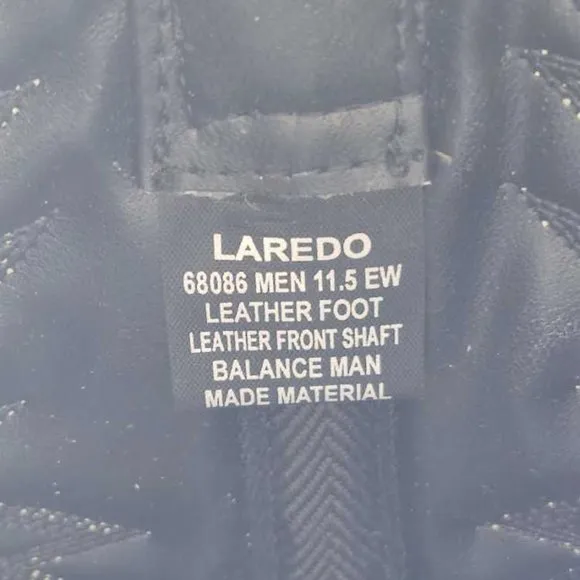 LAREDO
68086 MEN 11.5 EW
LEATHER FOOT
LEATHER FRONT SHAFT
BALANCE MAN
MADE MATERIAL